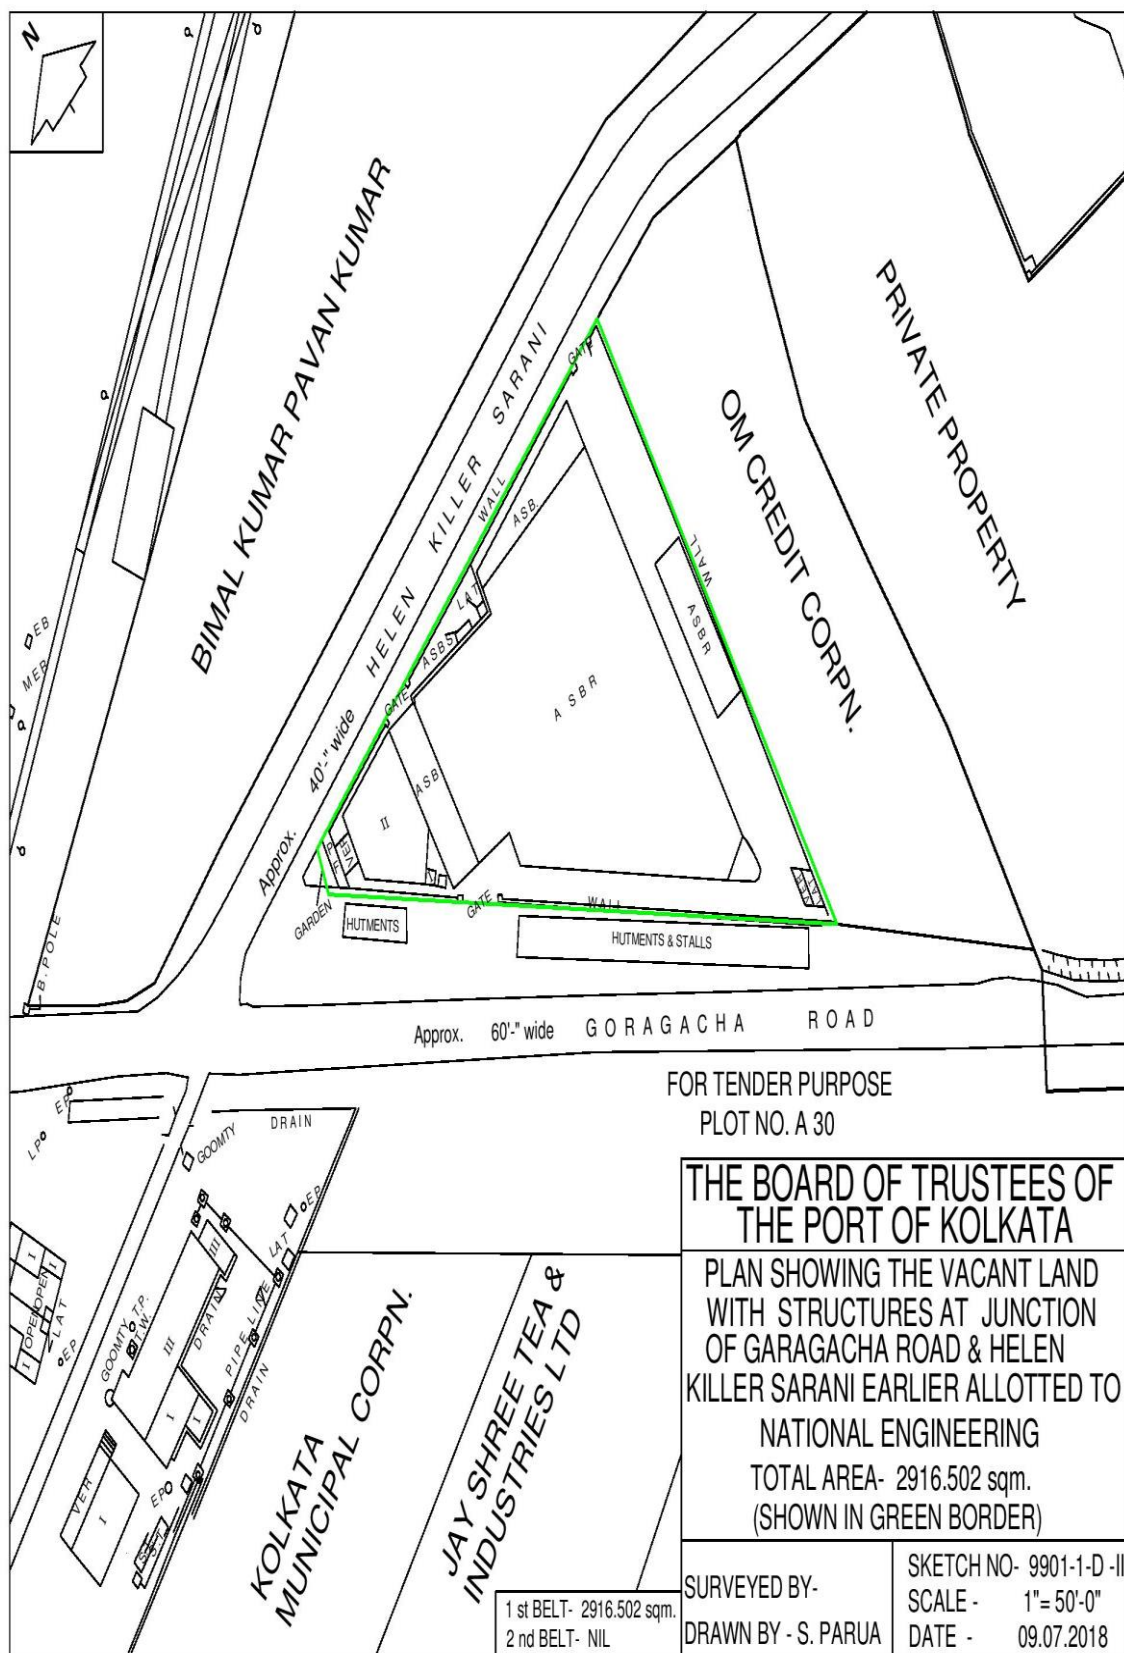 N
BIMAL KUMAR PAVAN KUMAR
PRIVATE PROPERTY
OM CREDIT CORPN.
HELEN KILLER SARANI
Approx. 40'-" wide
GATE
WALL
ASB.
LAT
ASBS
GATE
WALL
ASBR
A SBR
ASB
II
VER
P
F
GARDEN
GATE
WALL
HUTMENTS
HUTMENTS & STALLS
EB
MEB
B. POLE
Approx. 60'-" wide GORAGACHA ROAD
FOR TENDER PURPOSE
PLOT NO. A 30
EP
LP
DRAIN
GOOMTY
EP
LAT
III
I
I
OPEN
OPEN
I
LAT
EP
GOOMTY
T.P.
T.W.
III
DRAIN
PIPE LINE
DRAIN
I
I
VER
I
EP
S.T.
KOLKATA
MUNICIPAL CORPN.
JAY SHREE TEA &
INDUSTRIES LTD
THE BOARD OF TRUSTEES OF
THE PORT OF KOLKATA
PLAN SHOWING THE VACANT LAND
WITH STRUCTURES AT JUNCTION
OF GARAGACHA ROAD & HELEN
KILLER SARANI EARLIER ALLOTTED TO
NATIONAL ENGINEERING
TOTAL AREA- 2916.502 sqm.
(SHOWN IN GREEN BORDER)
1 st BELT- 2916.502 sqm.
2 nd BELT- NIL
SURVEYED BY-
DRAWN BY - S. PARUA
SKETCH NO- 9901-1-D -II
SCALE - 1"= 50'-0"
DATE - 09.07.2018